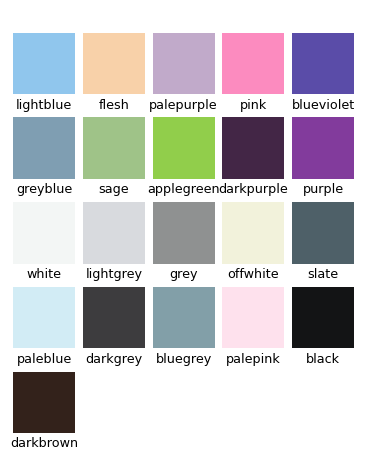 lightblue flesh palepurple pink blueviolet
greyblue sage applegreen darkpurple purple
white lightgrey grey offwhite slate
paleblue darkgrey bluegrey palepink black
darkbrown